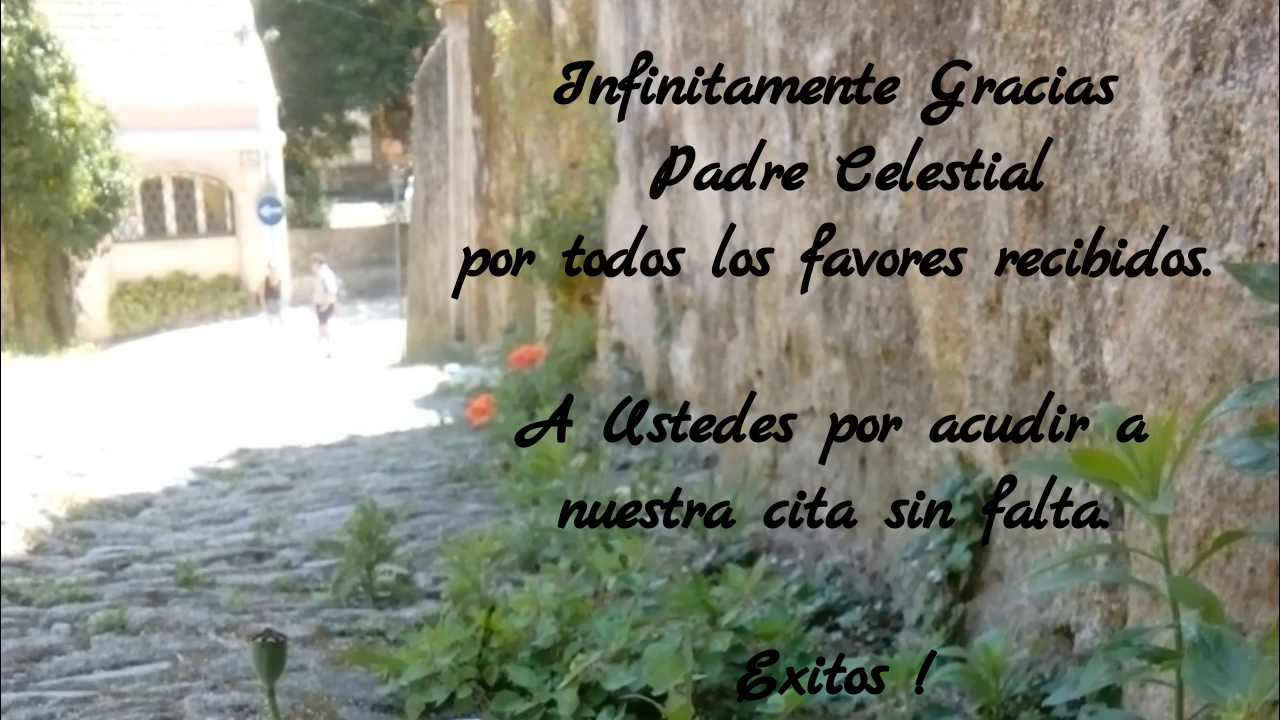 Infinitamente Gracias
Padre Celestial
por todos los favores recibidos.
A Ustedes por acudir a
nuestra cita sin falta.
Exitos !